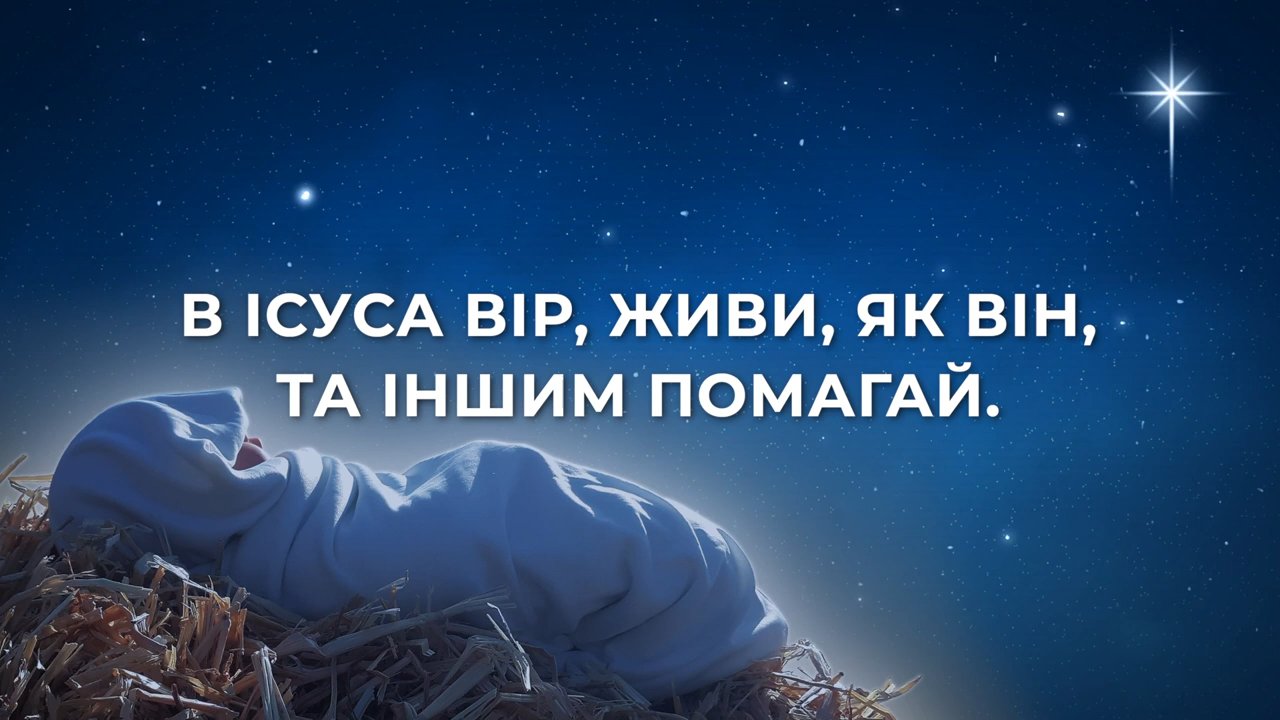 В ІСУСА ВІР, ЖИВИ, ЯК ВІН,
ТА ІНШИМ ПОМАГАЙ.